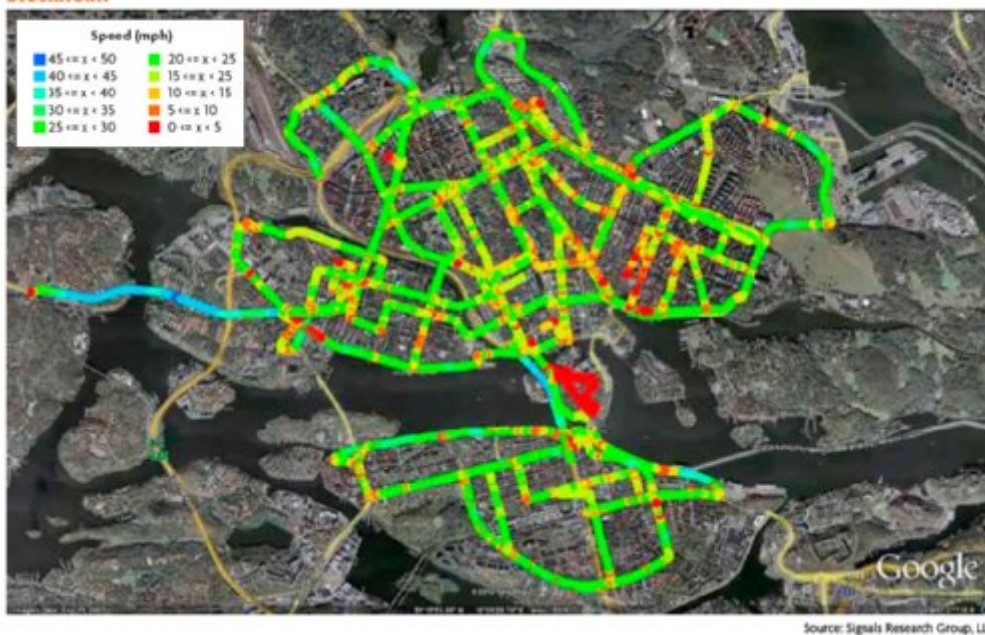 Speed (mph)
45 <= x < 50
40 <= x < 45
35 <= x < 40
30 <= x < 35
25 <= x < 30
20 <= x < 25
15 <= x < 25
10 <= x < 15
5 <= x 10
0 <= x < 5
Google
Source: Signals Research Group, LL